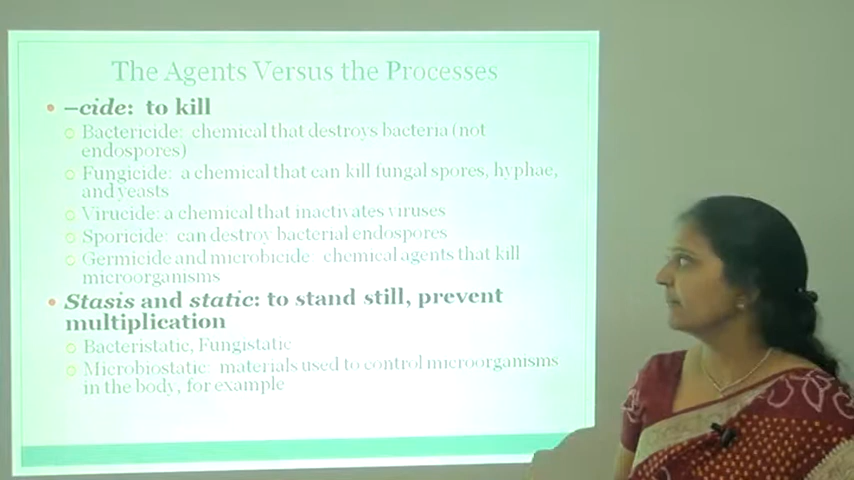 The Agents Versus the Processes
• –cide: to kill
Bactericide: chemical that destroys bacteria (not
endospores)
Fungicide: a chemical that can kill fungal spores, hyphae,
and yeasts
Virucide: a chemical that inactivates viruses
Sporicide: can destroy bacterial endospores
Germicide and microbicide chemical agents that kill
microorganisms
• Stasis and static: to stand still, prevent
multiplication
Bacteristatic, Fungistatic
Microbiostatic: materials used to control microorganisms
in the body, for example